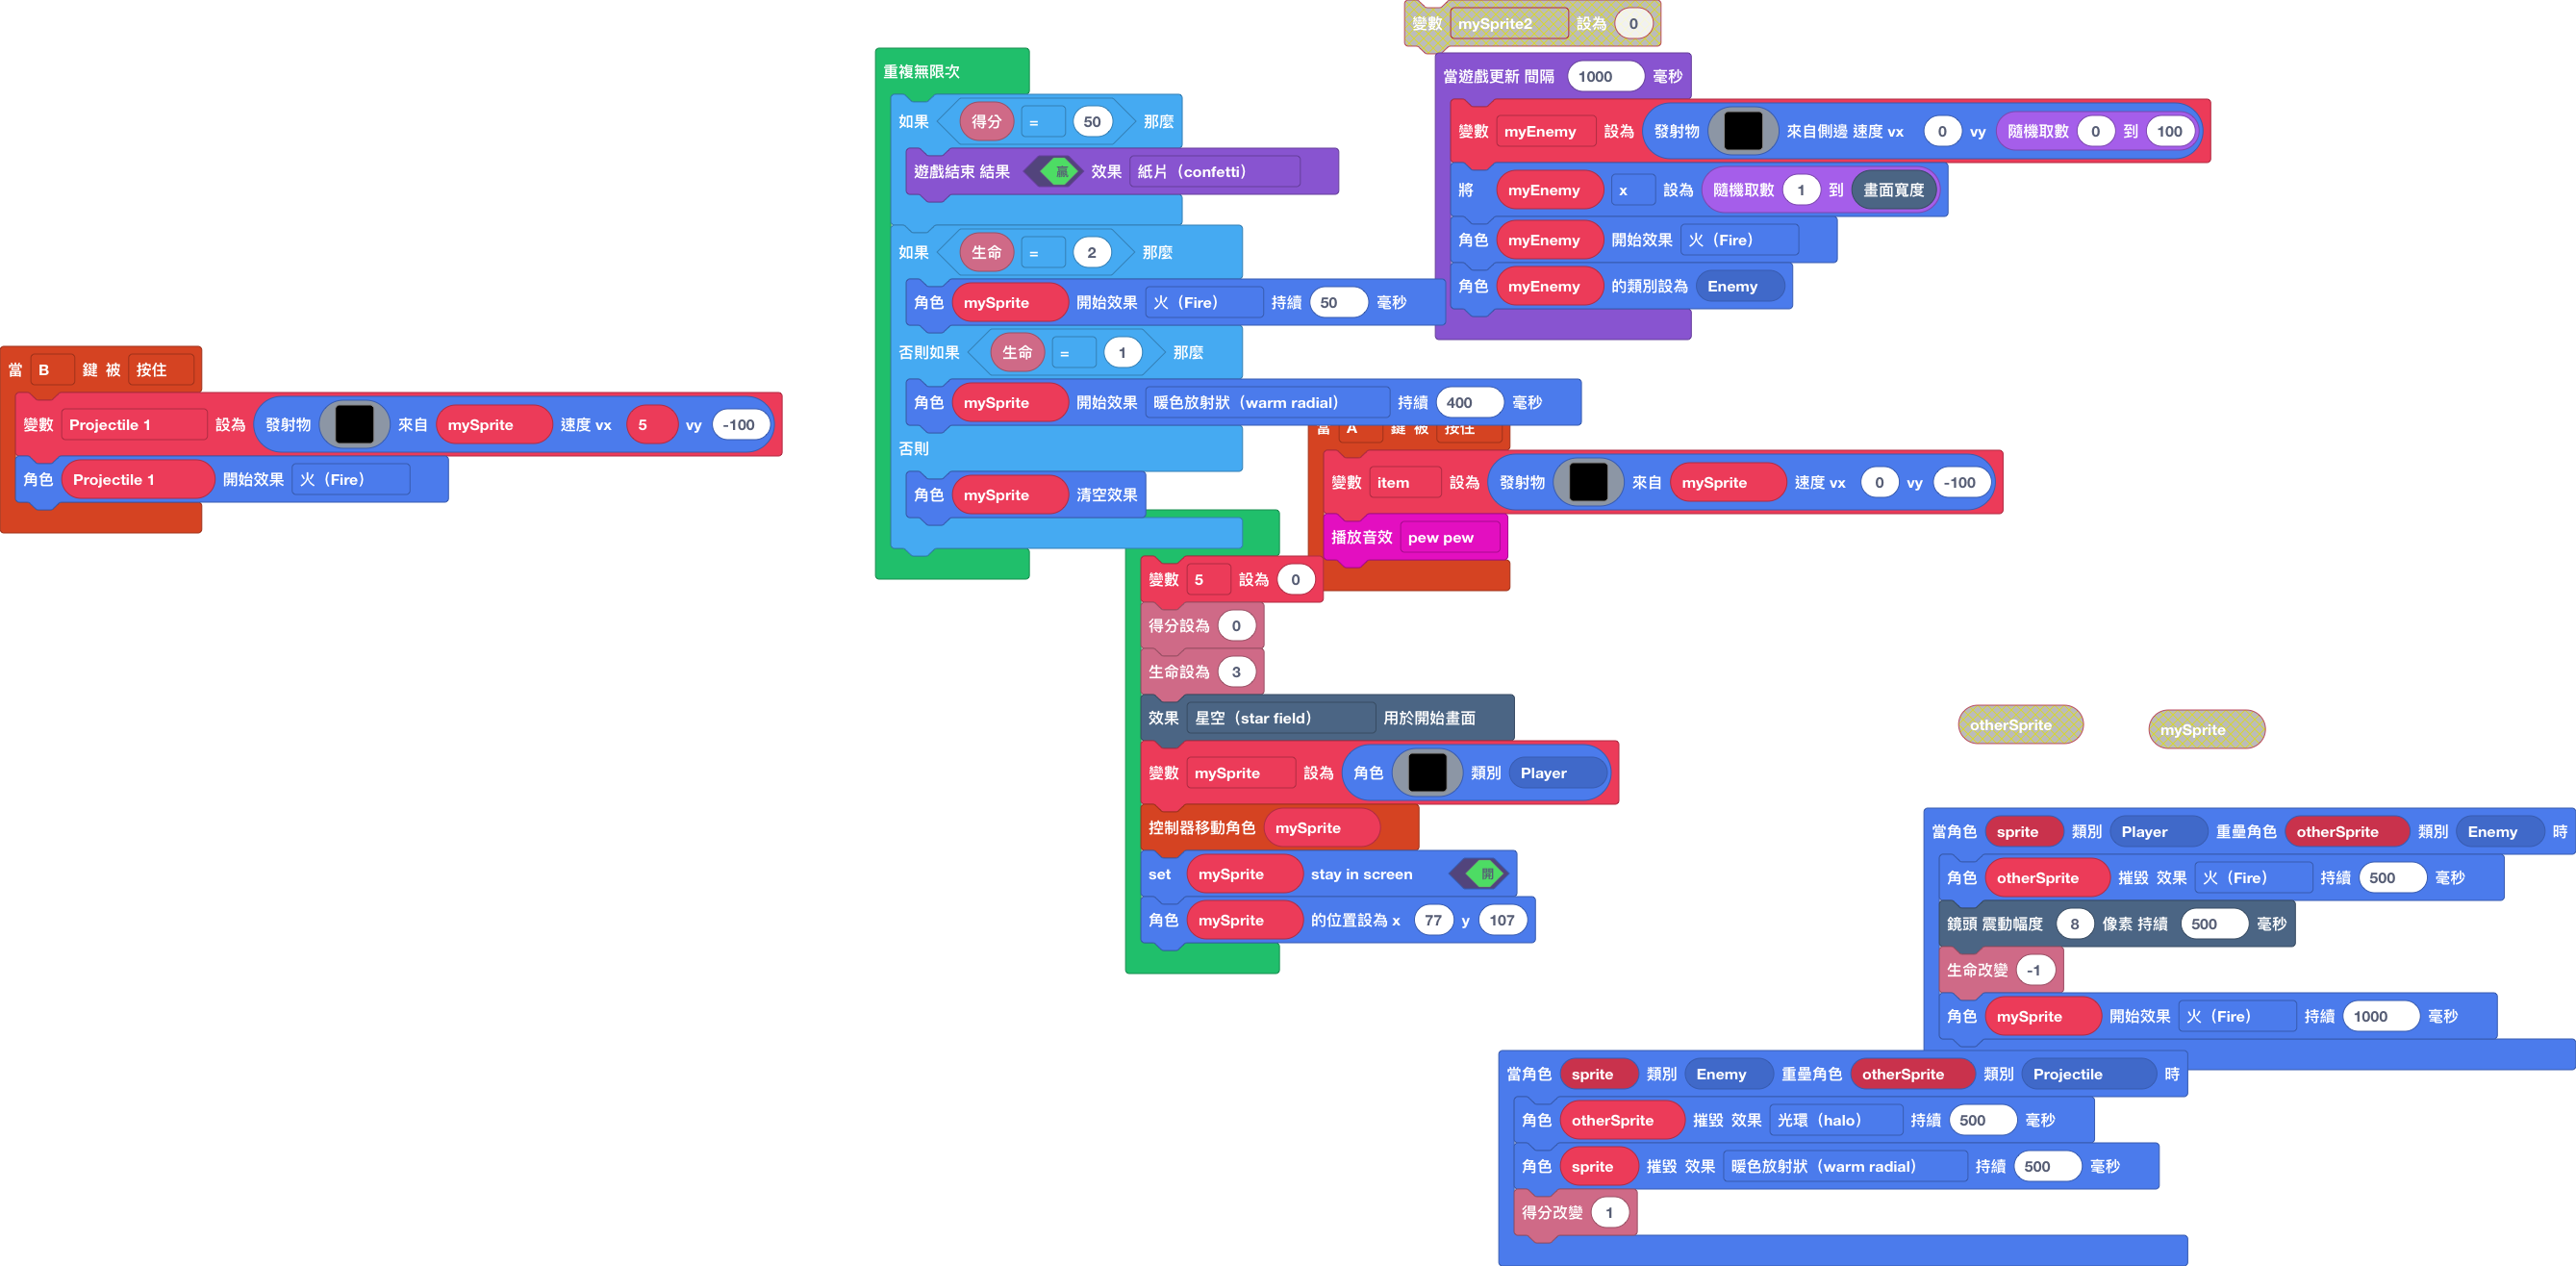 變數 mySprite2 設為 0
重複無限次
如果 得分 = 50 那麼
遊戲結束 結果 贏 效果 紙片（confetti）
如果 生命 = 2 那麼
角色 mySprite 開始效果 火（Fire） 持續 50 毫秒
否則如果 生命 = 1 那麼
角色 mySprite 開始效果 暖色放射狀（warm radial） 持續 400 毫秒
否則
角色 mySprite 清空效果
當遊戲更新 間隔 1000 毫秒
變數 myEnemy 設為 發射物 來自側邊 速度 vx 0 vy 隨機取數 0 到 100
將 myEnemy x 設為 隨機取數 1 到 畫面寬度
角色 myEnemy 開始效果 火（Fire）
角色 myEnemy 的類別設為 Enemy
當 B 鍵 被 按住
變數 Projectile 1 設為 發射物 來自 mySprite 速度 vx 5 vy -100
角色 Projectile 1 開始效果 火（Fire）
當 A 鍵 被 按住
變數 item 設為 發射物 來自 mySprite 速度 vx 0 vy -100
播放音效 pew pew
變數 5 設為 0
得分設為 0
生命設為 3
效果 星空（star field） 用於開始畫面
變數 mySprite 設為 角色 類別 Player
控制器移動角色 mySprite
set mySprite stay in screen 開
角色 mySprite 的位置設為 x 77 y 107
otherSprite
mySprite
當角色 sprite 類別 Player 重疊角色 otherSprite 類別 Enemy 時
角色 otherSprite 摧毀 效果 火（Fire） 持續 500 毫秒
鏡頭 震動幅度 8 像素 持續 500 毫秒
生命改變 -1
角色 mySprite 開始效果 火（Fire） 持續 1000 毫秒
當角色 sprite 類別 Enemy 重疊角色 otherSprite 類別 Projectile 時
角色 otherSprite 摧毀 效果 光環（halo） 持續 500 毫秒
角色 sprite 摧毀 效果 暖色放射狀（warm radial） 持續 500 毫秒
得分改變 1